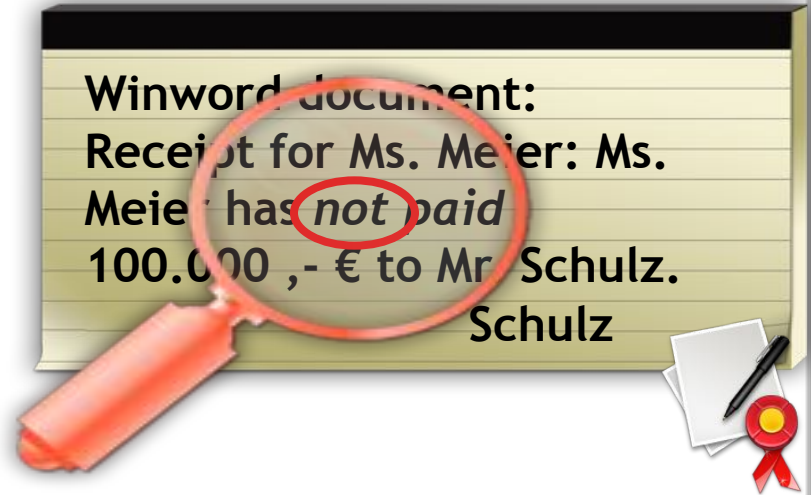 Winword document:
Receipt for Ms. Meier: Ms.
Meier has not paid
100.000 ,- € to Mr. Schulz.
Schulz